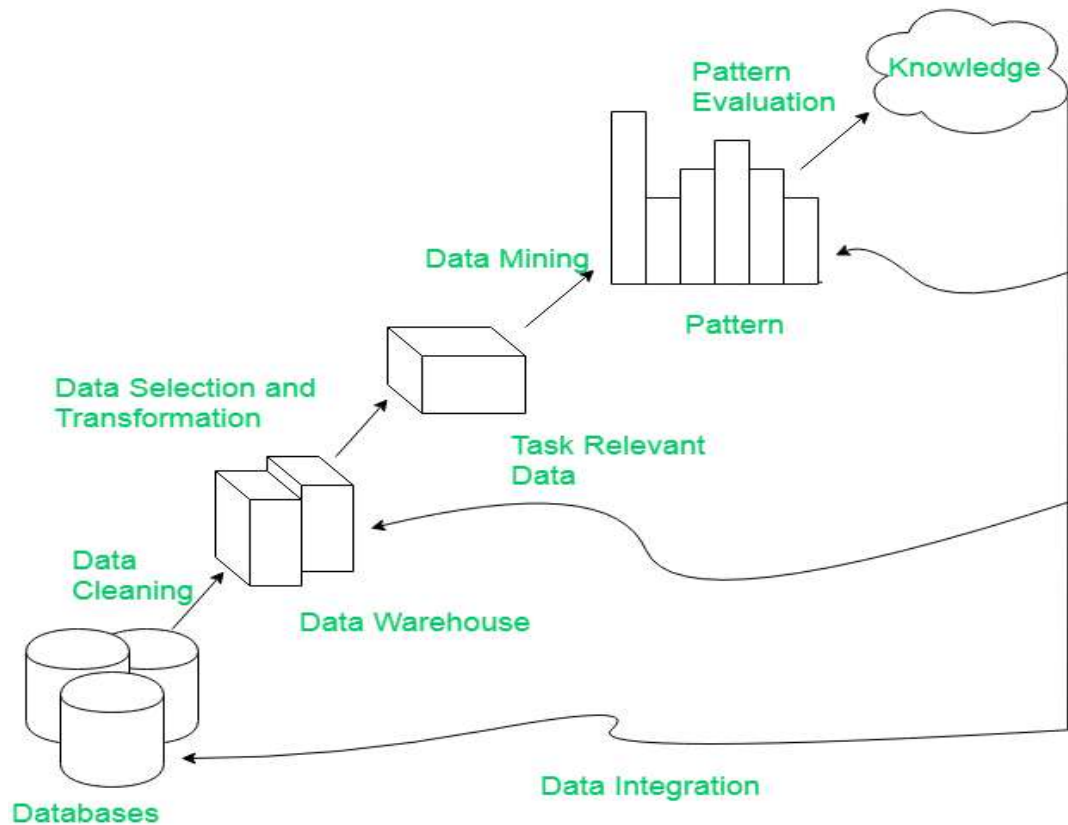 Knowledge
Pattern
Evaluation
Data Mining
Pattern
Data Selection and
Transformation
Task Relevant
Data
Data
Cleaning
Data Warehouse
Data Integration
Databases